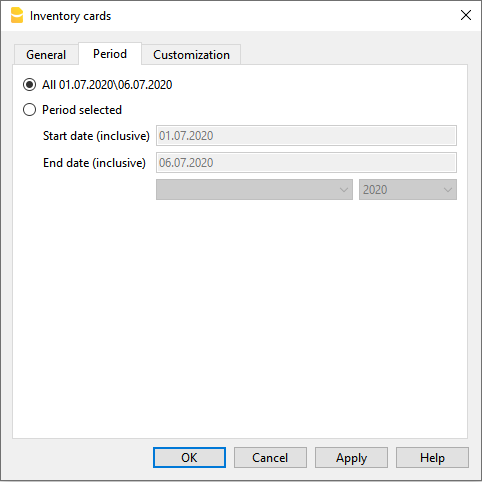 Inventory cards
General Period Customization
All 01.07.2020\06.07.2020
Period selected
Start date (inclusive) 01.07.2020
End date (inclusive) 06.07.2020
2020
OK Cancel Apply Help